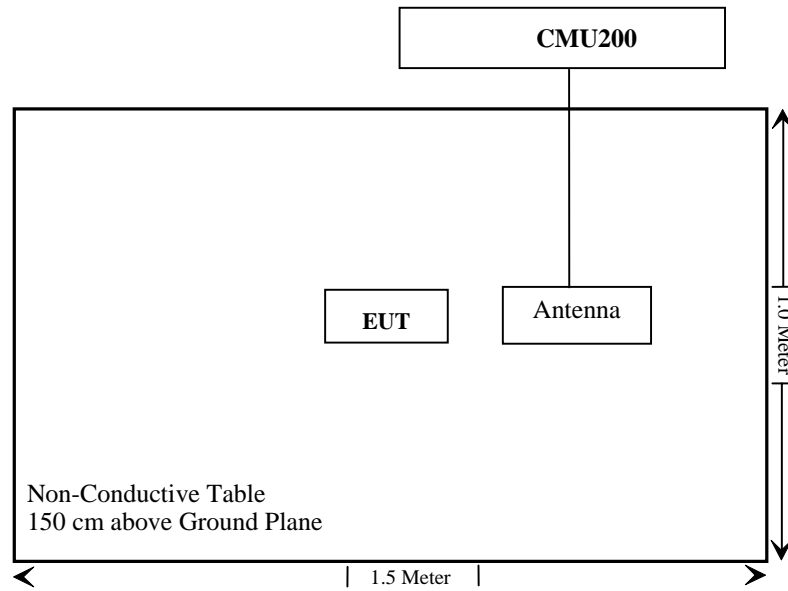 CMU200
EUT
Antenna
1.0 Meter
Non-Conductive Table
150 cm above Ground Plane
1.5 Meter